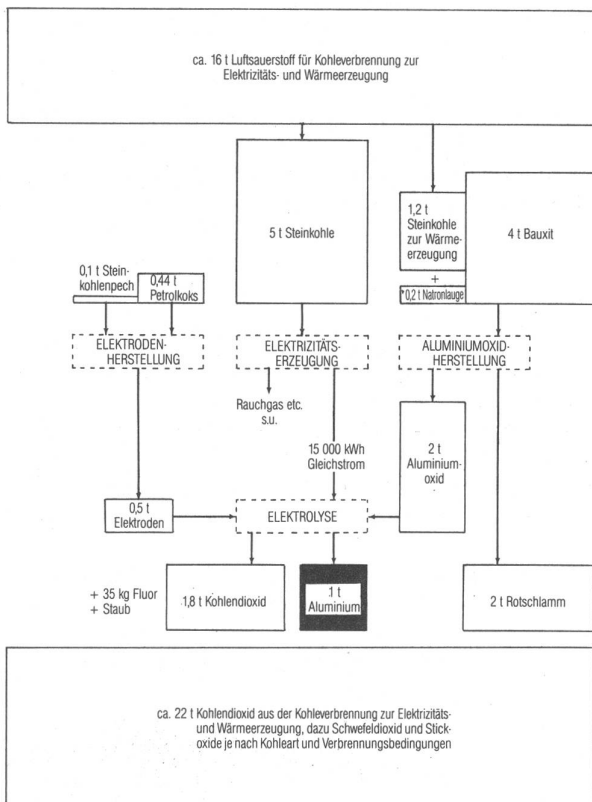 ca. 16 t Luftsauerstoff für Kohleverbrennung zur
Elektrizitäts- und Wärmeerzeugung
5 t Steinkohle
1,2 t
Steinkohle
zur Wärme-
erzeugung
+
*0,2 t Natronlauge
4 t Bauxit
0,1 t Stein-
kohlenpech
0,44 t
Petrolkoks
ELEKTRODEN-
HERSTELLUNG
ELEKTRIZITÄTS-
ERZEUGUNG
ALUMINIUMOXID-
HERSTELLUNG
Rauchgas etc.
s.u.
15 000 kWh
Gleichstrom
2 t
Aluminium-
oxid
0,5 t
Elektroden
ELEKTROLYSE
+ 35 kg Fluor
+ Staub
1,8 t Kohlendioxid
1 t
Aluminium
2 t Rotschlamm
ca. 22 t Kohlendioxid aus der Kohleverbrennung zur Elektrizitäts-
und Wärmeerzeugung, dazu Schwefeldioxid und Stick-
oxide je nach Kohleart und Verbrennungsbedingungen